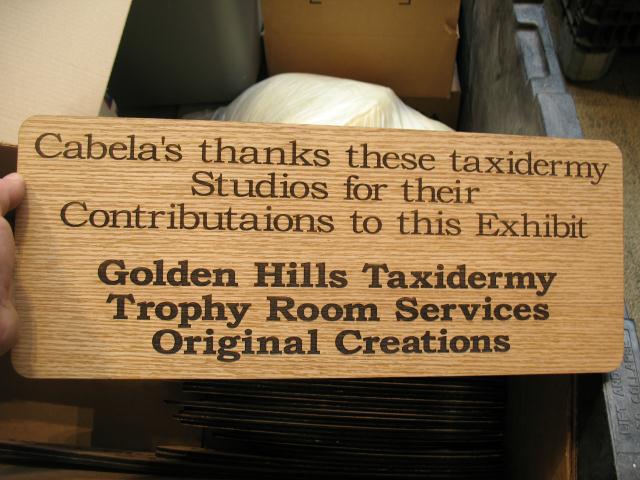 Cabela's thanks these taxidermy
Studios for their
Contributaions to this Exhibit
Golden Hills Taxidermy
Trophy Room Services
Original Creations